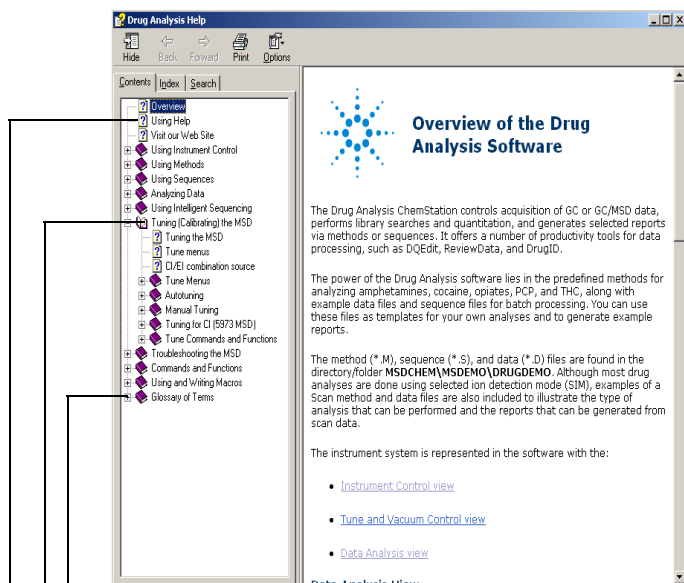 Drug Analysis Help
Hide Back Forward Print Options
Contents Index Search
Overview
Using Help
Visit our Web Site
Using Instrument Control
Using Methods
Using Sequences
Analyzing Data
Using Intelligent Sequencing
Tuning (Calibrating) the MSD
Tuning the MSD
Tune menus
CI/EI combination source
Tune Menus
Autotuning
Manual Tuning
Tuning for CI (5973 MSD)
Tune Commands and Functions
Troubleshooting the MSD
Commands and Functions
Using and Writing Macros
Glossary of Terms
Overview of the Drug
Analysis Software
The Drug Analysis ChemStation controls acquisition of GC or GC/MSD data,
performs library searches and quantitation, and generates selected reports
via methods or sequences. It offers a number of productivity tools for data
processing, such as DQEdit, ReviewData, and DrugID.
The power of the Drug Analysis software lies in the predefined methods for
analyzing amphetamines, cocaine, opiates, PCP, and THC, along with
example data files and sequence files for batch processing. You can use
these files as templates for your own analyses and to generate example
reports.
The method (*.M), sequence (*.S), and data (*.D) files are found in the
directory/folder MSDCHEM\MSDEMO\DRUGDEMO. Although most drug
analyses are done using selected ion detection mode (SIM), examples of a
Scan method and data files are also included to illustrate the type of
analysis that can be performed and the reports that can be generated from
scan data.
The instrument system is represented in the software with the:
• Instrument Control view
• Tune and Vacuum Control view
• Data Analysis view
Data Analysis View